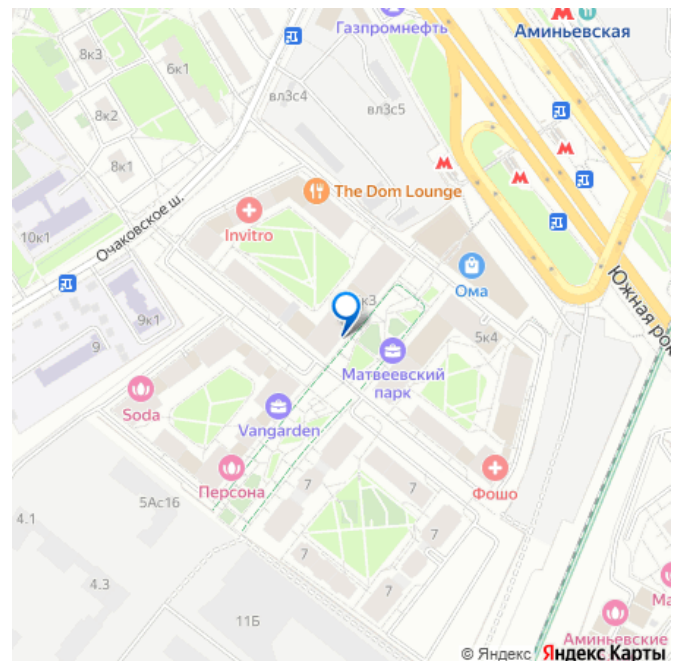 Газпромнефть
Аминьевская
8к3
6к1
вл3с4
вл3с5
8к2
8к1
The Dom Lounge
Invitro
10к1
Очаковское ш.
Ома
Южная рок
к3
9к1
9
5к4
Матвеевский
парк
Soda
Vangarden
Персона
Фошо
5Ас16
7
7
7
7
4.1
4.3
11Б
Ма
Аминьевские
© Яндекс
Яндекс Карты